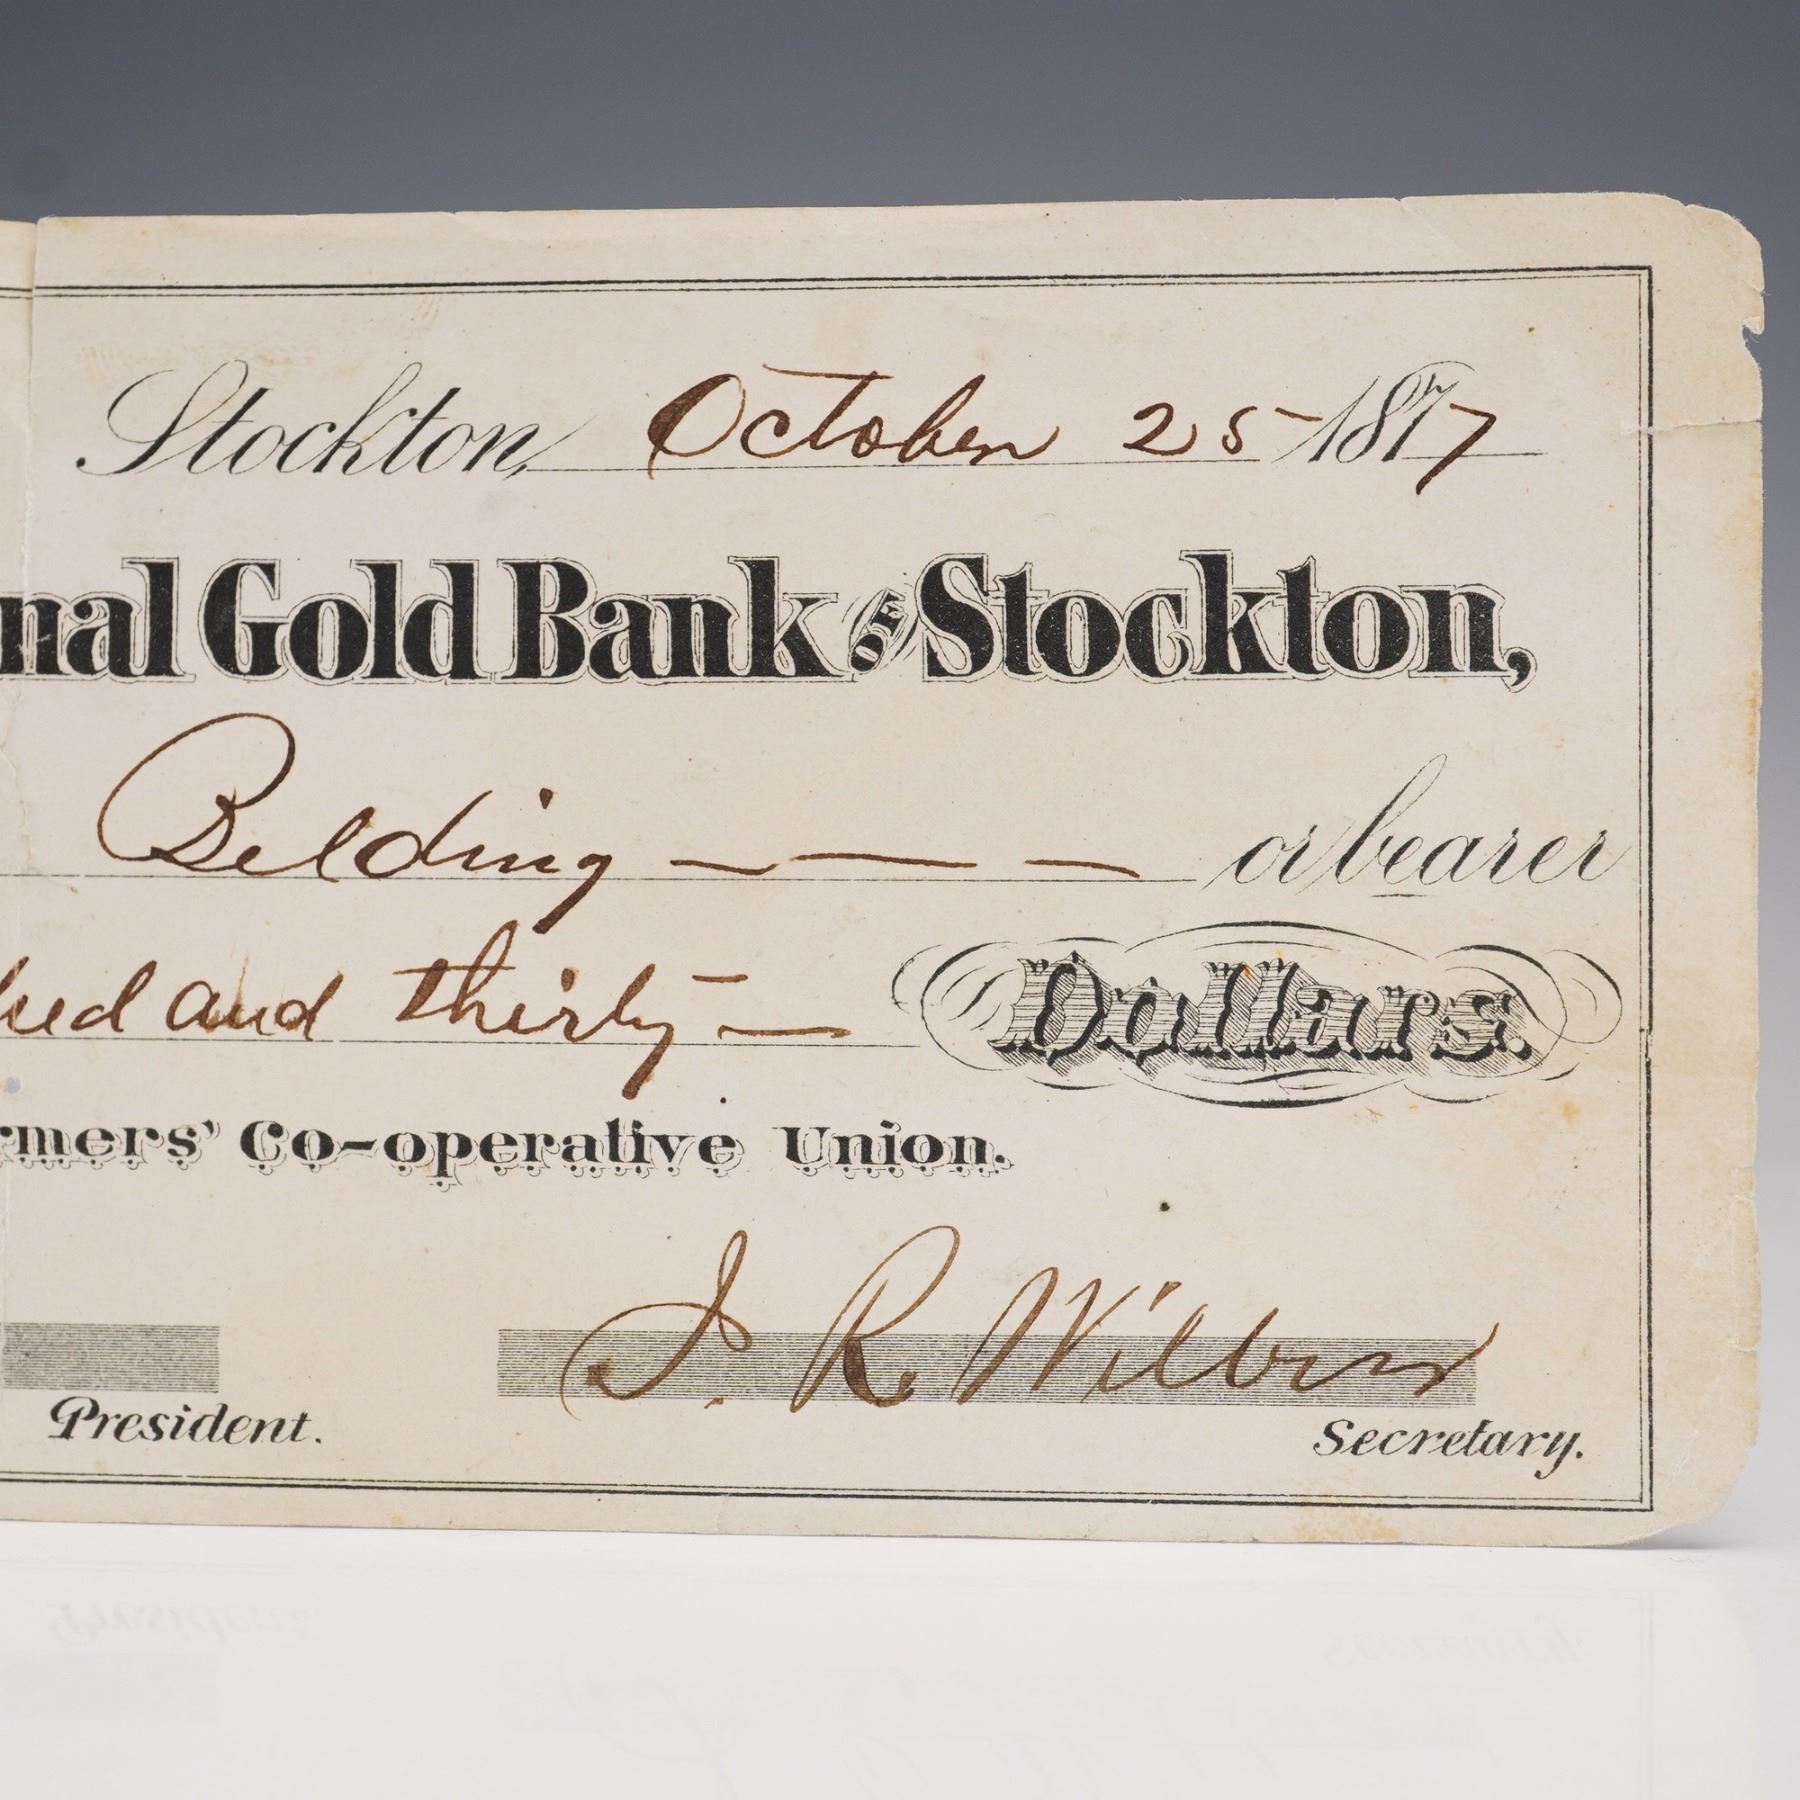 Stockton, October 25 1877
nal Gold Bank OF Stockton,
Belding or bearer
and thirty Dollars.
rmers' Co-operative Union.
J. R. Wilbur
President.
Secretary.